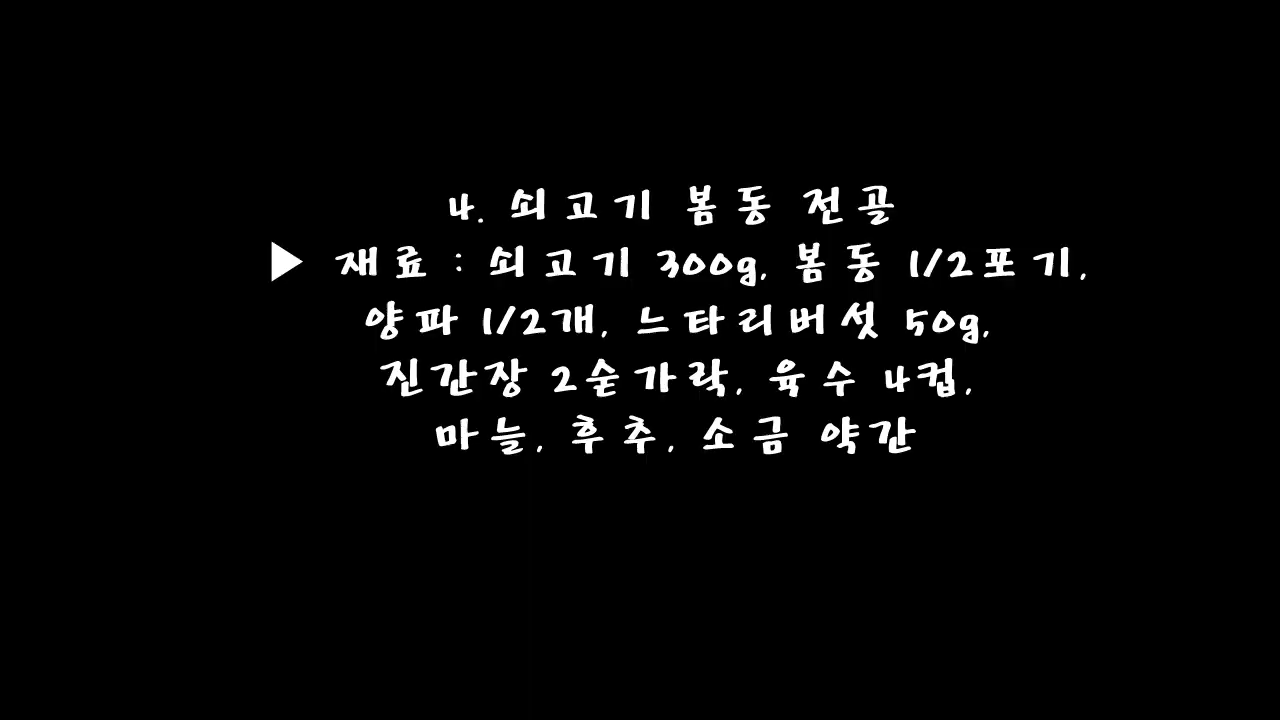 4. 쇠고기 봄동 전골
▶ 재료 : 쇠고기 300g, 봄동 1/2포기,
양파 1/2개, 느타리버섯 50g,
진간장 2숟가락, 육수 4컵,
마늘, 후추, 소금 약간